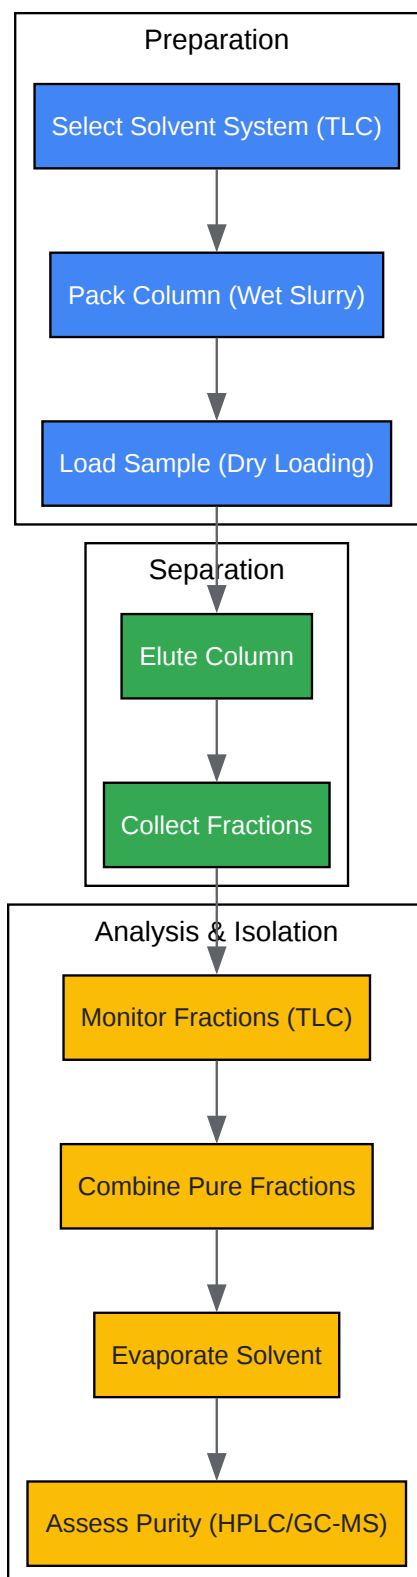 Preparation
Select Solvent System (TLC)
Pack Column (Wet Slurry)
Load Sample (Dry Loading)
Separation
Elute Column
Collect Fractions
Analysis & Isolation
Monitor Fractions (TLC)
Combine Pure Fractions
Evaporate Solvent
Assess Purity (HPLC/GC-MS)